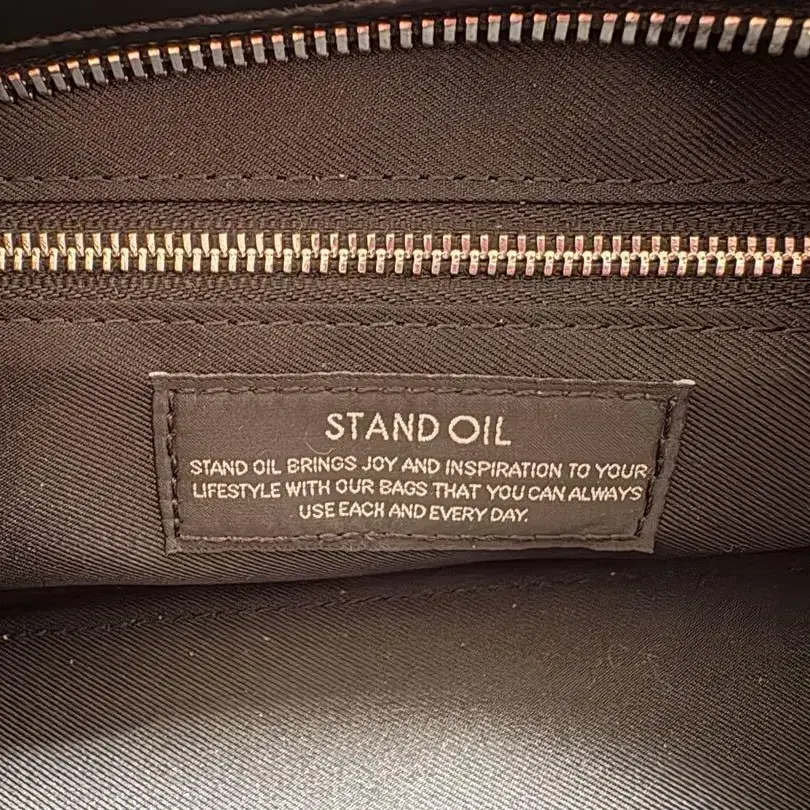 STAND OIL
STAND OIL BRINGS JOY AND INSPIRATION TO YOUR
LIFESTYLE WITH OUR BAGS THAT YOU CAN ALWAYS
USE EACH AND EVERY DAY.